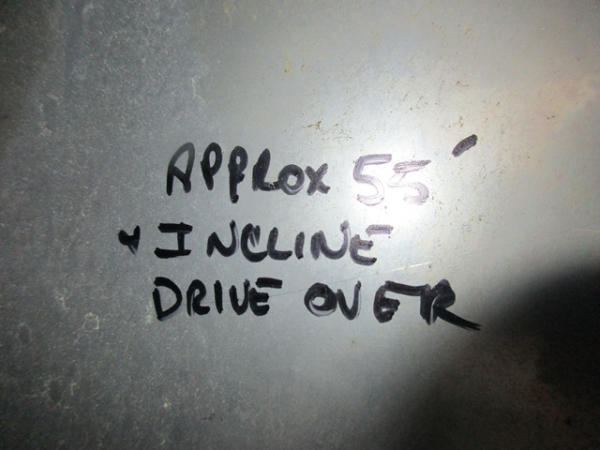 APPROX 55'
& INCLINE
DRIVE OVER